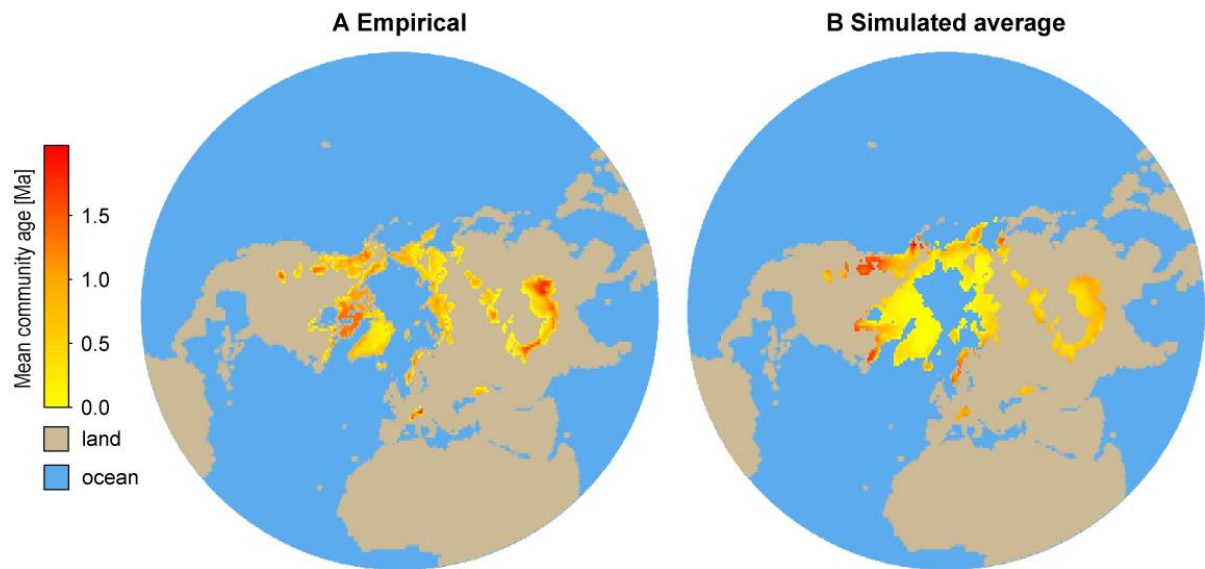 A Empirical
B Simulated average
Mean community age [Ma]
1.5
1.0
0.5
0.0
land
ocean